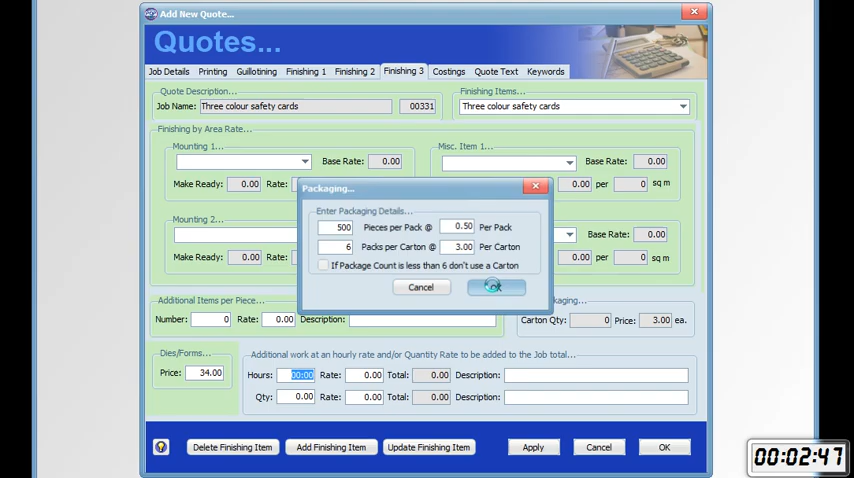 Add New Quote...
Quotes...
Job Details Printing Guillotining Finishing 1 Finishing 2 Finishing 3 Costings Quote Text Keywords
Quote Description...
Job Name: Three colour safety cards 00331
Finishing Items...
Three colour safety cards
Finishing by Area Rate...
Mounting 1...
Base Rate: 0.00
Make Ready: 0.00 Rate:
Misc. Item 1...
Base Rate: 0.00
0.00 per 0 sq m
Mounting 2...
Make Ready: 0.00 Rate:
Base Rate: 0.00
0.00 per 0 sq m
Packaging...
Enter Packaging Details...
500 Pieces per Pack @ 0.50 Per Pack
6 Packs per Carton @ 3.00 Per Carton
If Package Count is less than 6 don't use a Carton
Cancel
Additional Items per Piece...
Number: 0 Rate: 0.00 Description:
Carton Qty: 0 Price: 3.00 ea.
Dies/Forms...
Price: 34.00
Additional work at an hourly rate and/or Quantity Rate to be added to the Job total...
Hours: 00:00 Rate: 0.00 Total: 0.00 Description:
Qty: 0.00 Rate: 0.00 Total: 0.00 Description:
Delete Finishing Item Add Finishing Item Update Finishing Item Apply Cancel OK
00:02:47